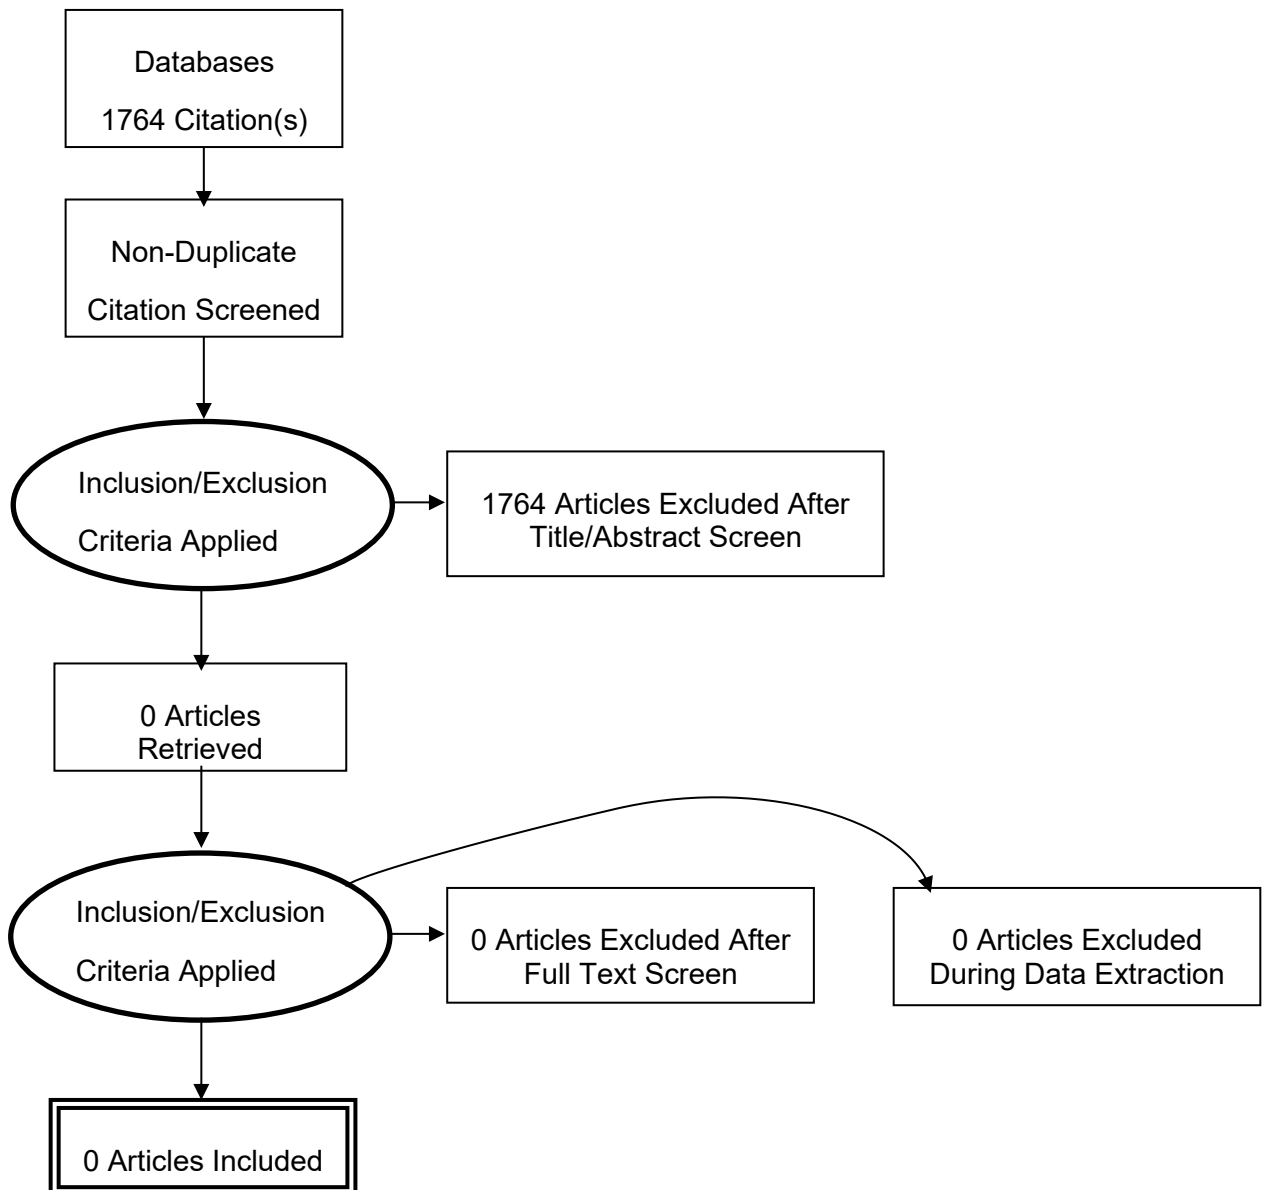 Databases
1764 Citation(s)
Non-Duplicate
Citation Screened
Inclusion/Exclusion
Criteria Applied
1764 Articles Excluded After
Title/Abstract Screen
0 Articles
Retrieved
Inclusion/Exclusion
Criteria Applied
0 Articles Excluded After
Full Text Screen
0 Articles Excluded
During Data Extraction
0 Articles Included